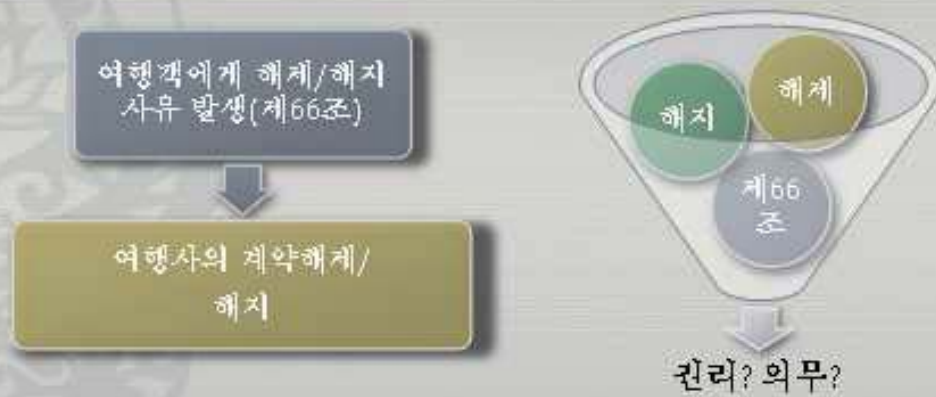 여행객에게 해제/해지
사유 발생(제66조)
여행사의 계약해제/
해지
해지
해제
제66
조
권리? 의무?